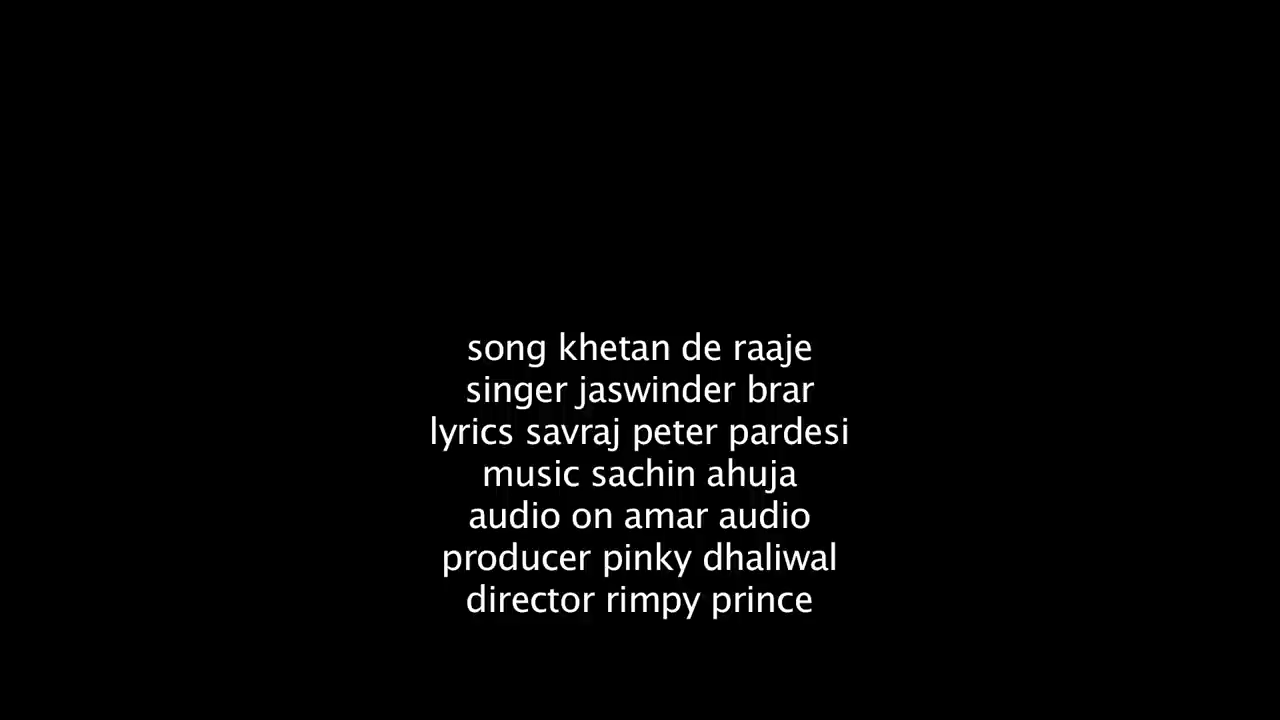 song khetan de raaje
singer jaswinder brar
lyrics savraj peter pardesi
music sachin ahuja
audio on amar audio
producer pinky dhaliwal
director rimpy prince